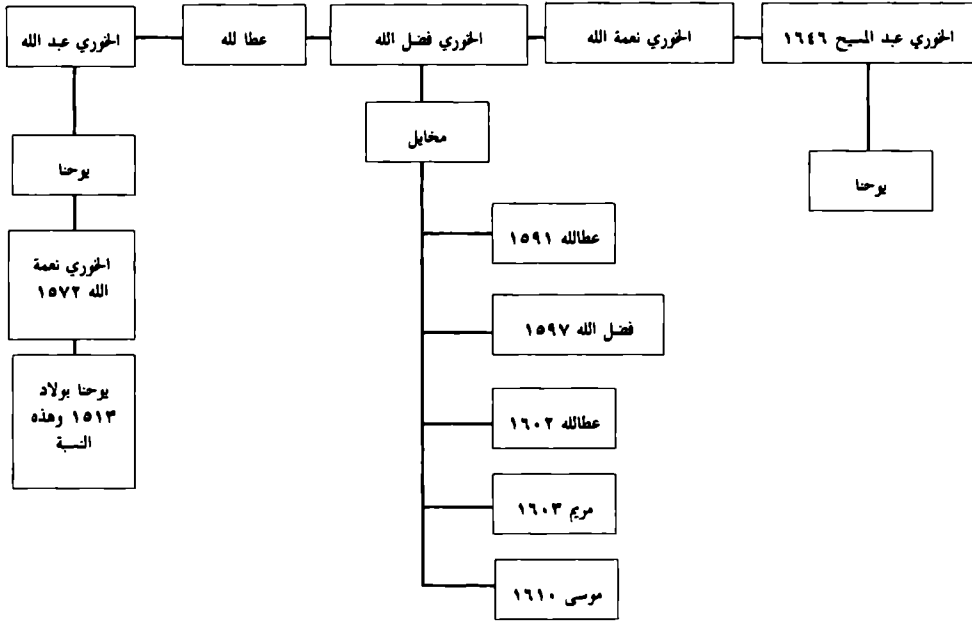 الخوري عبد المسيح ١٦٤٦
الخوري نعمة الله
الخوري فضل الله
عطا لله
الخوري عبد الله
يوحنا
مخايل
يوحنا
عطالله ١٥٩١
فضل الله ١٥٩٧
عطالله ١٦٠٢
مريم ١٦٠٣
موسى ١٦١٠
الخوري نعمة
الله ١٥٧٢
يوحنا بولاد
١٥١٣ وهذه
النسبة